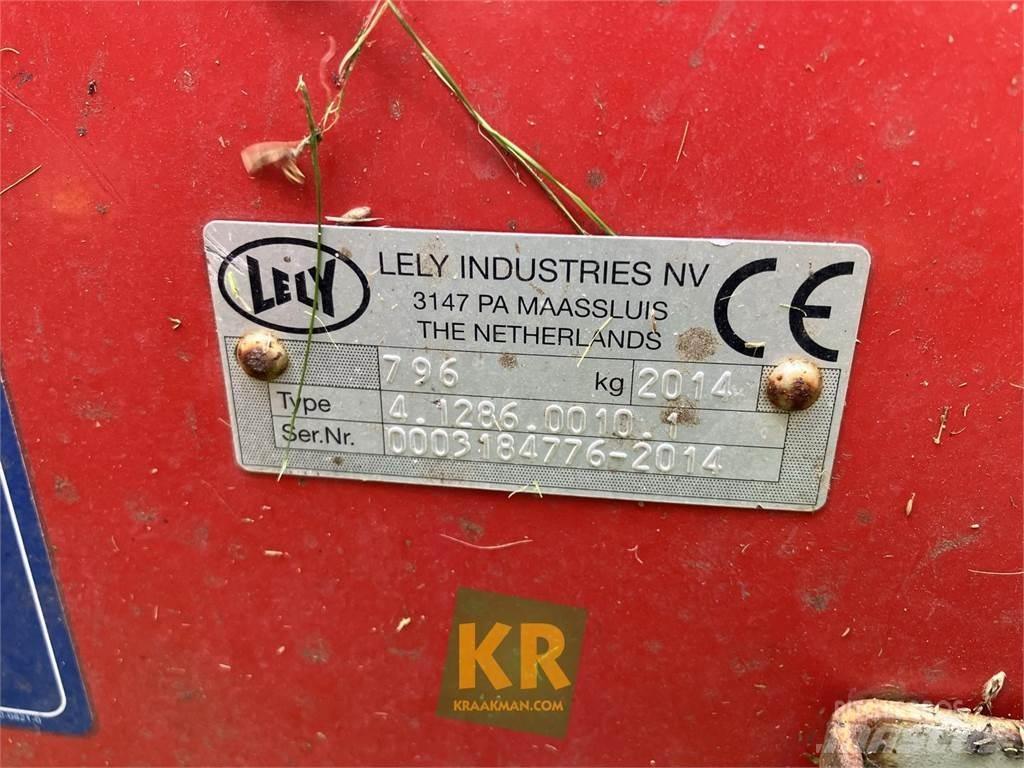 LELY
LELY INDUSTRIES NV
3147 PA MAASSLUIS
THE NETHERLANDS
CE
796 kg 2014
Type 4.1286.0010.1
Ser.Nr. 0003184776-2014
KR
KRAAKMAN.COM